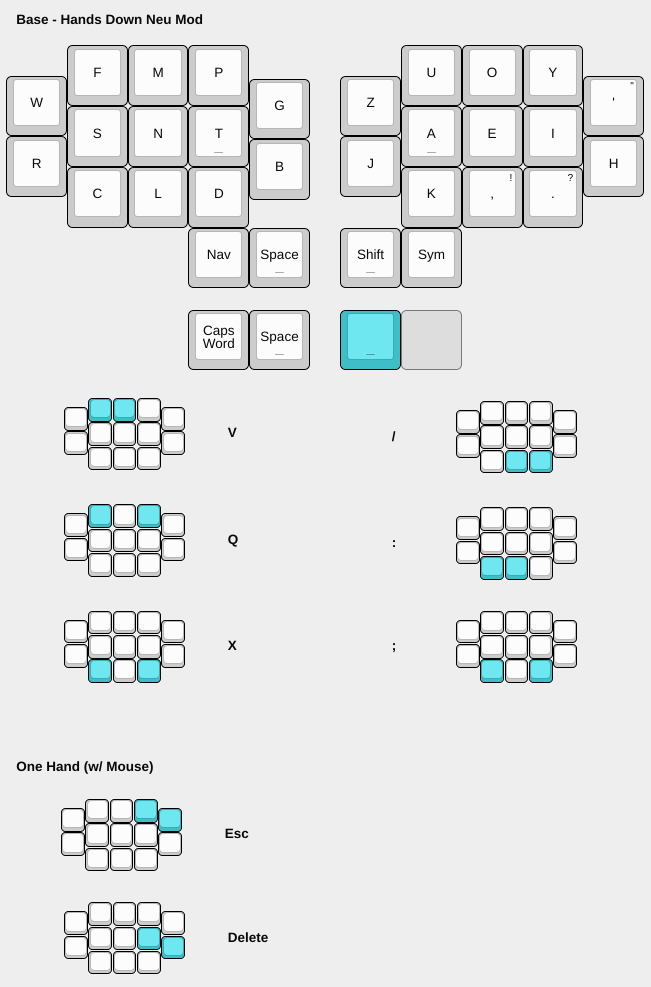 Base - Hands Down Neu Mod
F M P U O Y
W G Z ' "
S N T _ A _ E I
R B J H
C L D K , ! . ?
Nav Space _ Shift _ Sym
Caps Word Space _ _
V /
Q :
X ;
One Hand (w/ Mouse)
Esc
Delete